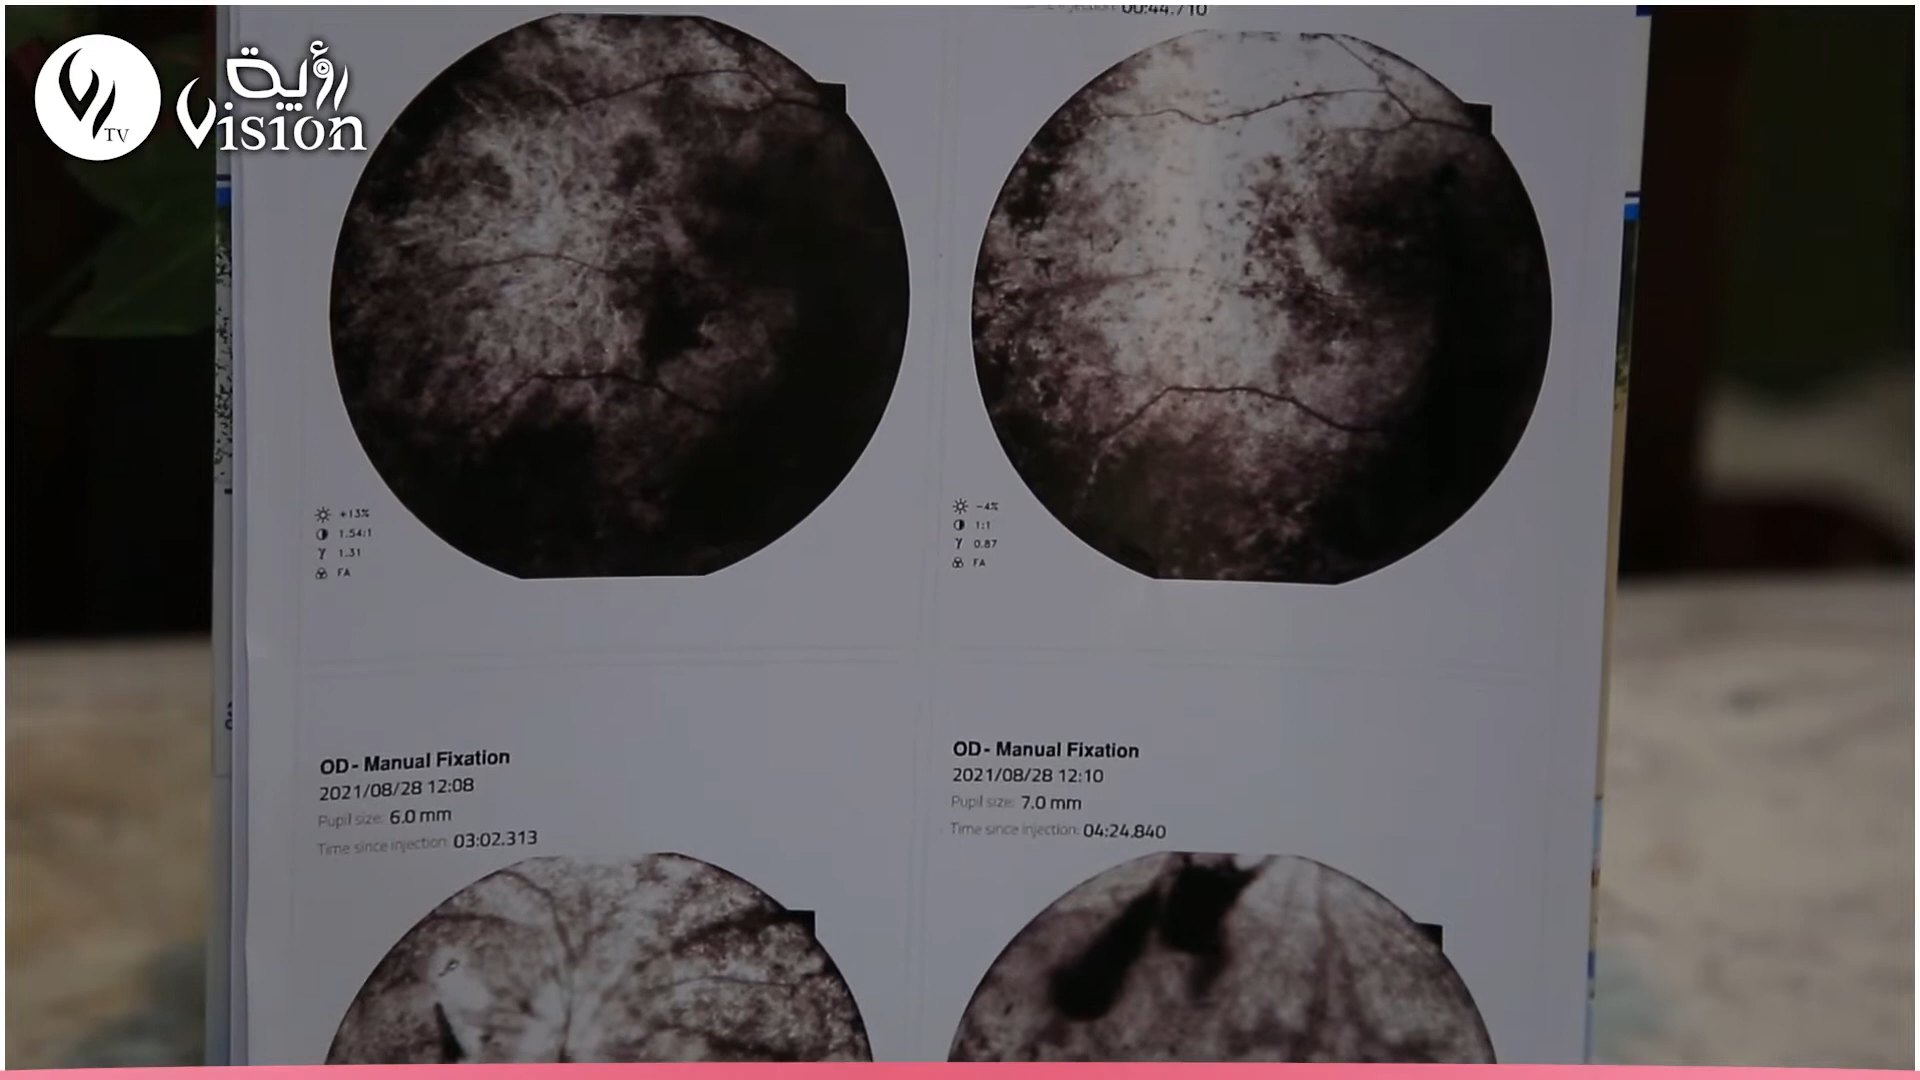 رؤية
Vision
TV
00:44.710
+13%
1.54:1
γ 1.31
FA
-4%
1:1
γ 0.87
FA
OD- Manual Fixation
2021/08/28 12:08
Pupil size: 6.0 mm
Time since injection: 03:02.313
OD- Manual Fixation
2021/08/28 12:10
Pupil size: 7.0 mm
Time since injection: 04:24.840